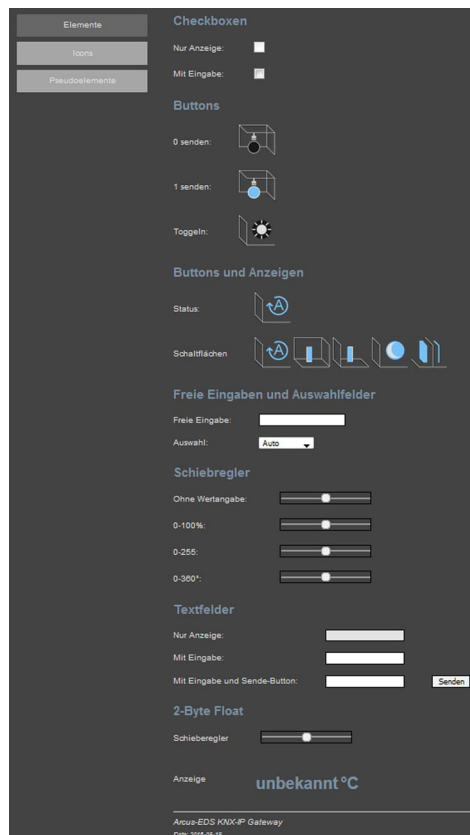 Elemente
Icons
Pseudoelemente
Checkboxen
Nur Anzeige:
Mit Eingabe:
Buttons
0 senden:
1 senden:
Toggeln:
Buttons und Anzeigen
Status:
A
Schaltflächen
A
Freie Eingaben und Auswahlfelder
Freie Eingabe:
Auswahl: Auto
Schiebregler
Ohne Wertangabe:
0-100%:
0-255:
0-360°:
Textfelder
Nur Anzeige:
Mit Eingabe:
Mit Eingabe und Sende-Button: Senden
2-Byte Float
Schieberegler
Anzeige unbekannt °C
Arcus-EDS KNX-IP Gateway